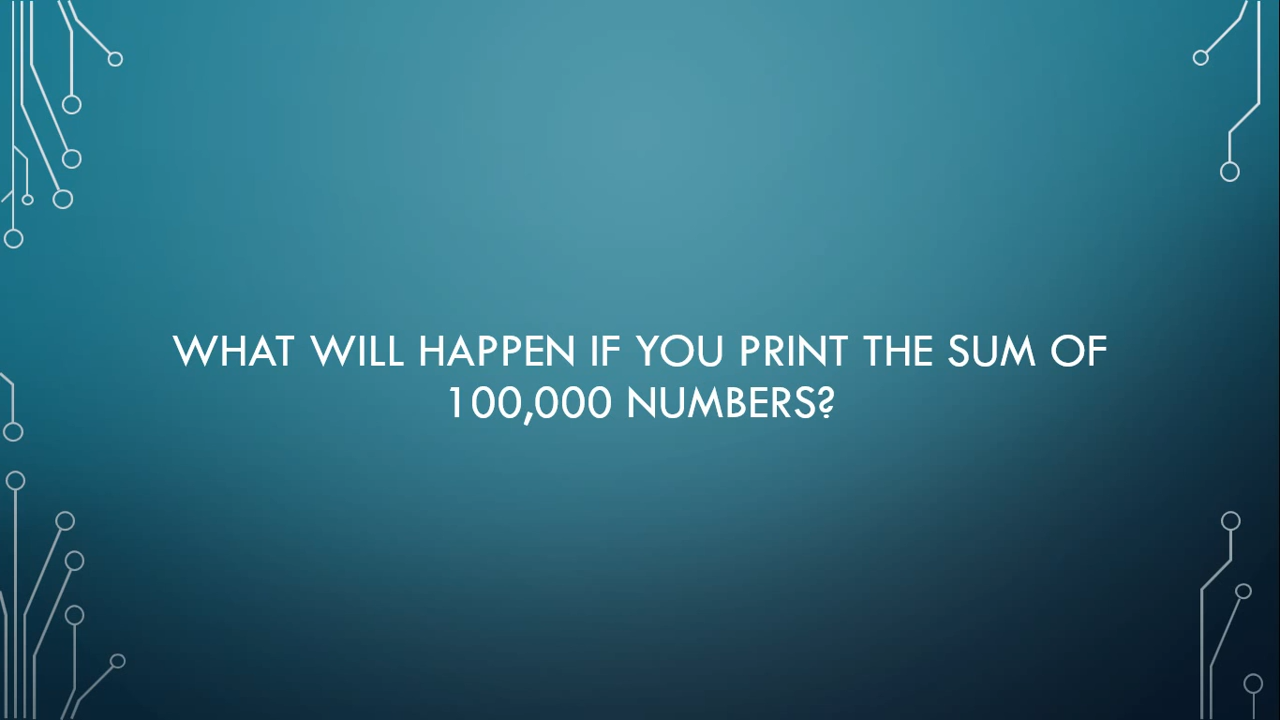 WHAT WILL HAPPEN IF YOU PRINT THE SUM OF
100,000 NUMBERS?